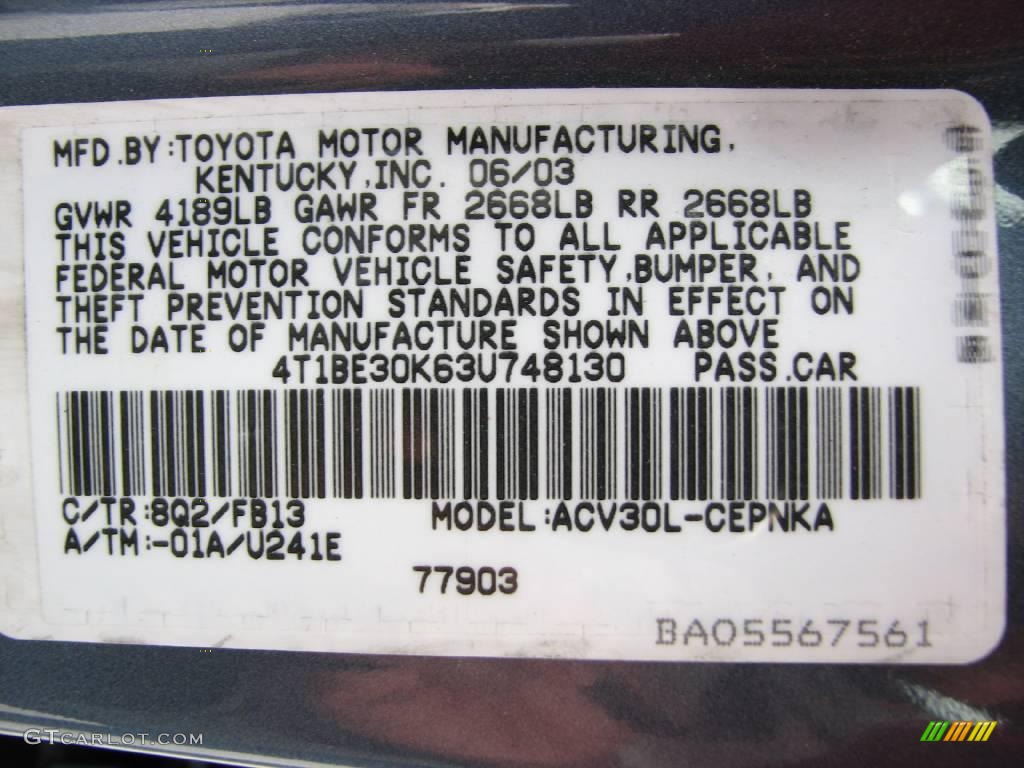 MFD.BY:TOYOTA MOTOR MANUFACTURING,
KENTUCKY,INC. 06/03
GVWR 4189LB GAWR FR 2668LB RR 2668LB
THIS VEHICLE CONFORMS TO ALL APPLICABLE
FEDERAL MOTOR VEHICLE SAFETY,BUMPER, AND
THEFT PREVENTION STANDARDS IN EFFECT ON
THE DATE OF MANUFACTURE SHOWN ABOVE
4T1BE30K63U748130 PASS.CAR
C/TR:8Q2/FB13 MODEL:ACV30L-CEPNKA
A/TM:-01A/U241E
77903
BA05567561
GTcarlot.com